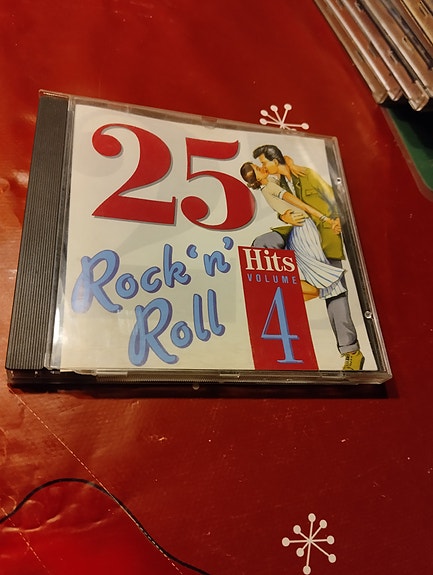 25
Rock 'n'
Roll
Hits
VOLUME
4